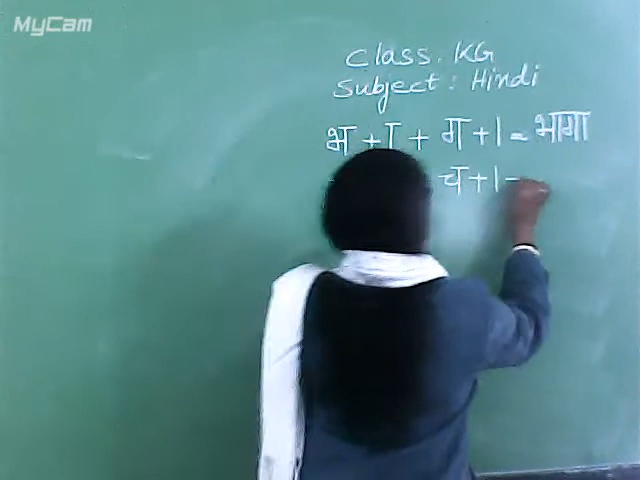 MyCam
Class. KG
Subject : Hindi
भ + ा + ग + ा = भागा
च + ा -